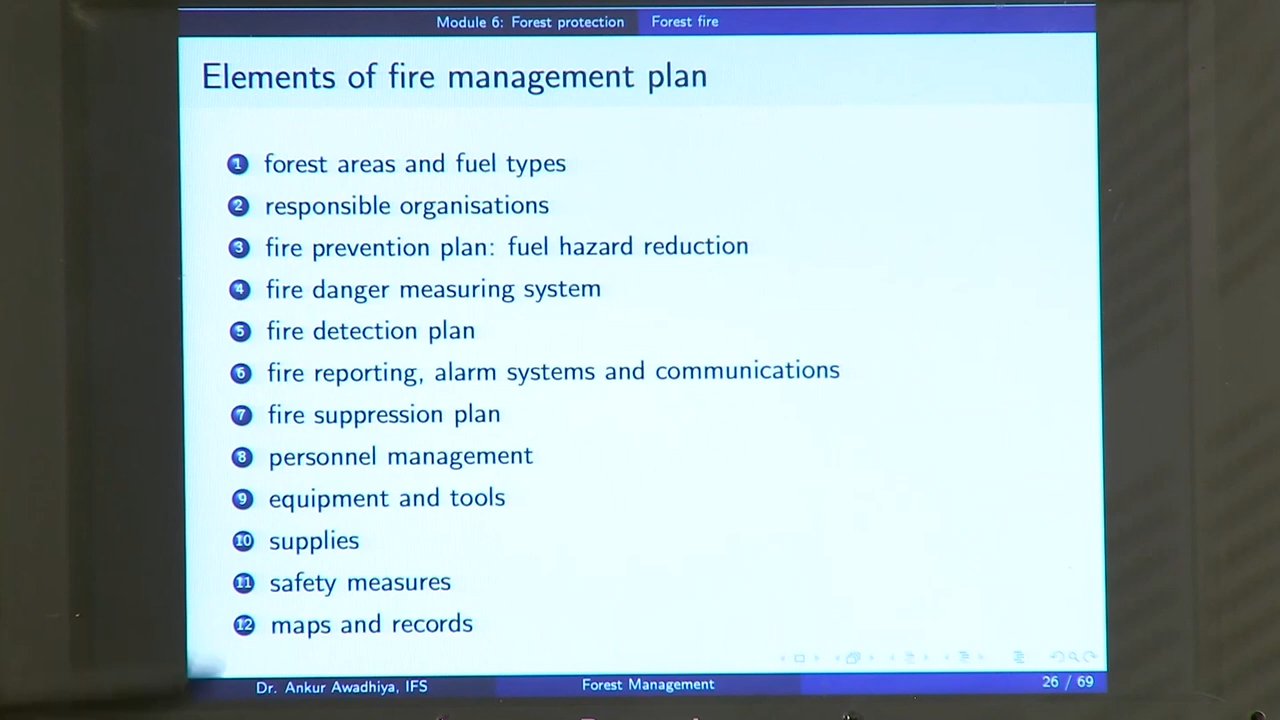 Module 6: Forest protection Forest fire
Elements of fire management plan
1 forest areas and fuel types
2 responsible organisations
3 fire prevention plan: fuel hazard reduction
4 fire danger measuring system
5 fire detection plan
6 fire reporting, alarm systems and communications
7 fire suppression plan
8 personnel management
9 equipment and tools
10 supplies
11 safety measures
12 maps and records
Dr. Ankur Awadhiya, IFS Forest Management 26 / 69